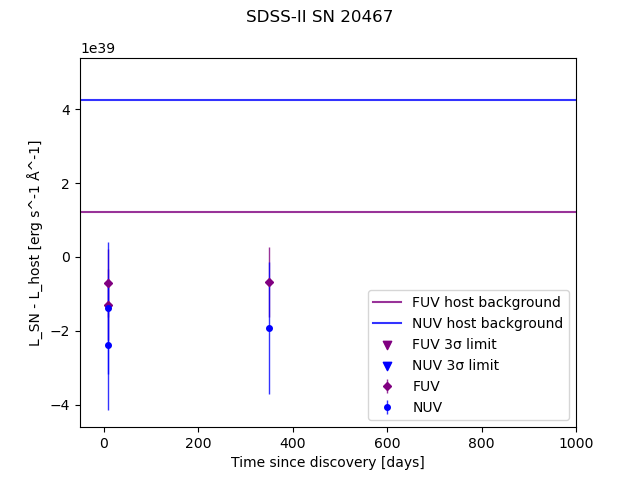 SDSS-II SN 20467
1e39
L_SN - L_host [erg s^-1 Å^-1]
4
2
0
−2
−4
FUV host background
NUV host background
FUV 3σ limit
NUV 3σ limit
FUV
NUV
0 200 400 600 800 1000
Time since discovery [days]